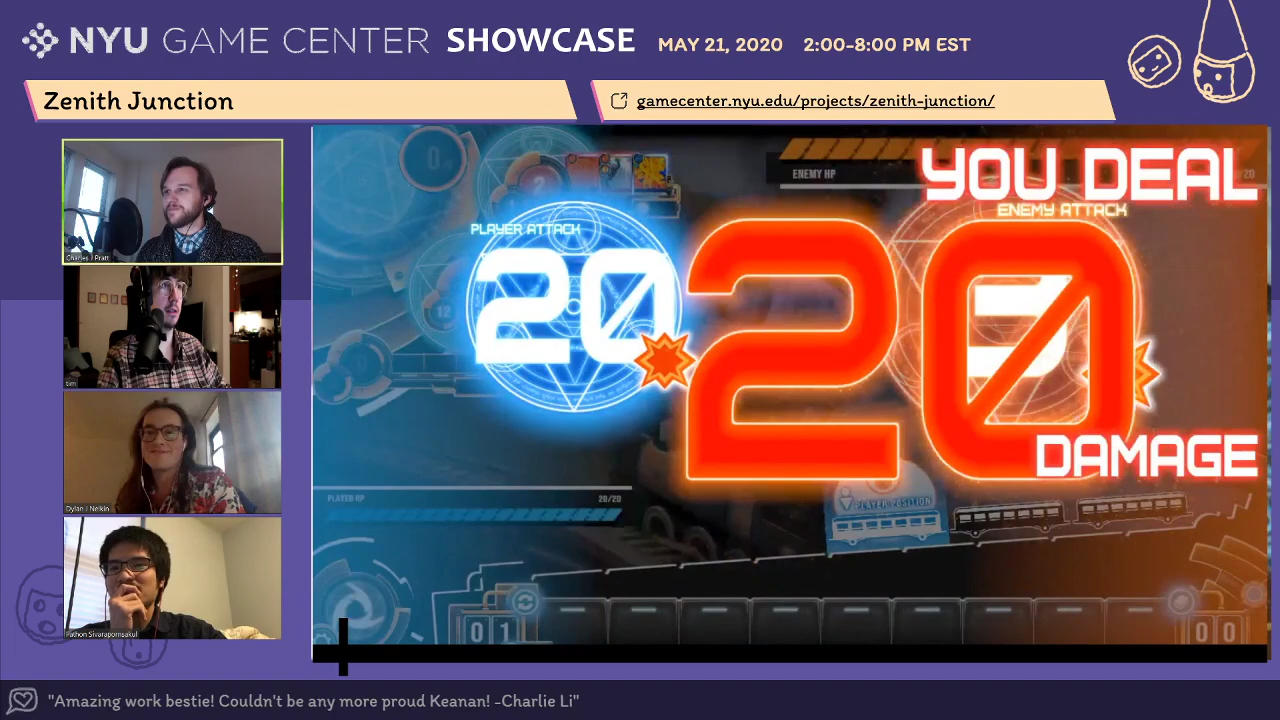 NYU GAME CENTER SHOWCASE MAY 21, 2020 2:00-8:00 PM EST
Zenith Junction
gamecenter.nyu.edu/projects/zenith-junction/
Charles J Pratt
tim
Dylan J Nelkin
Pathon Sivarapornsakul
ENEMY HP
YOU DEAL
ENEMY ATTACK
PLAYER ATTACK
20
20
DAMAGE
PLAYER HP 20/20
PLAYER POSITION
01
00
"Amazing work bestie! Couldn't be any more proud Keanan! -Charlie Li"